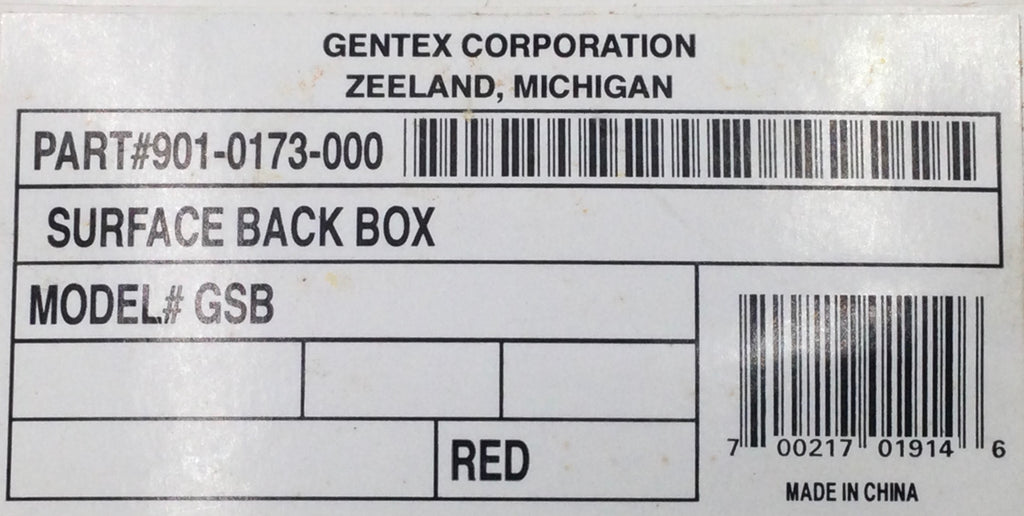 GENTEX CORPORATION
ZEELAND, MICHIGAN
PART#901-0173-000
SURFACE BACK BOX
MODEL# GSB
RED
7 00217 01914 6
MADE IN CHINA